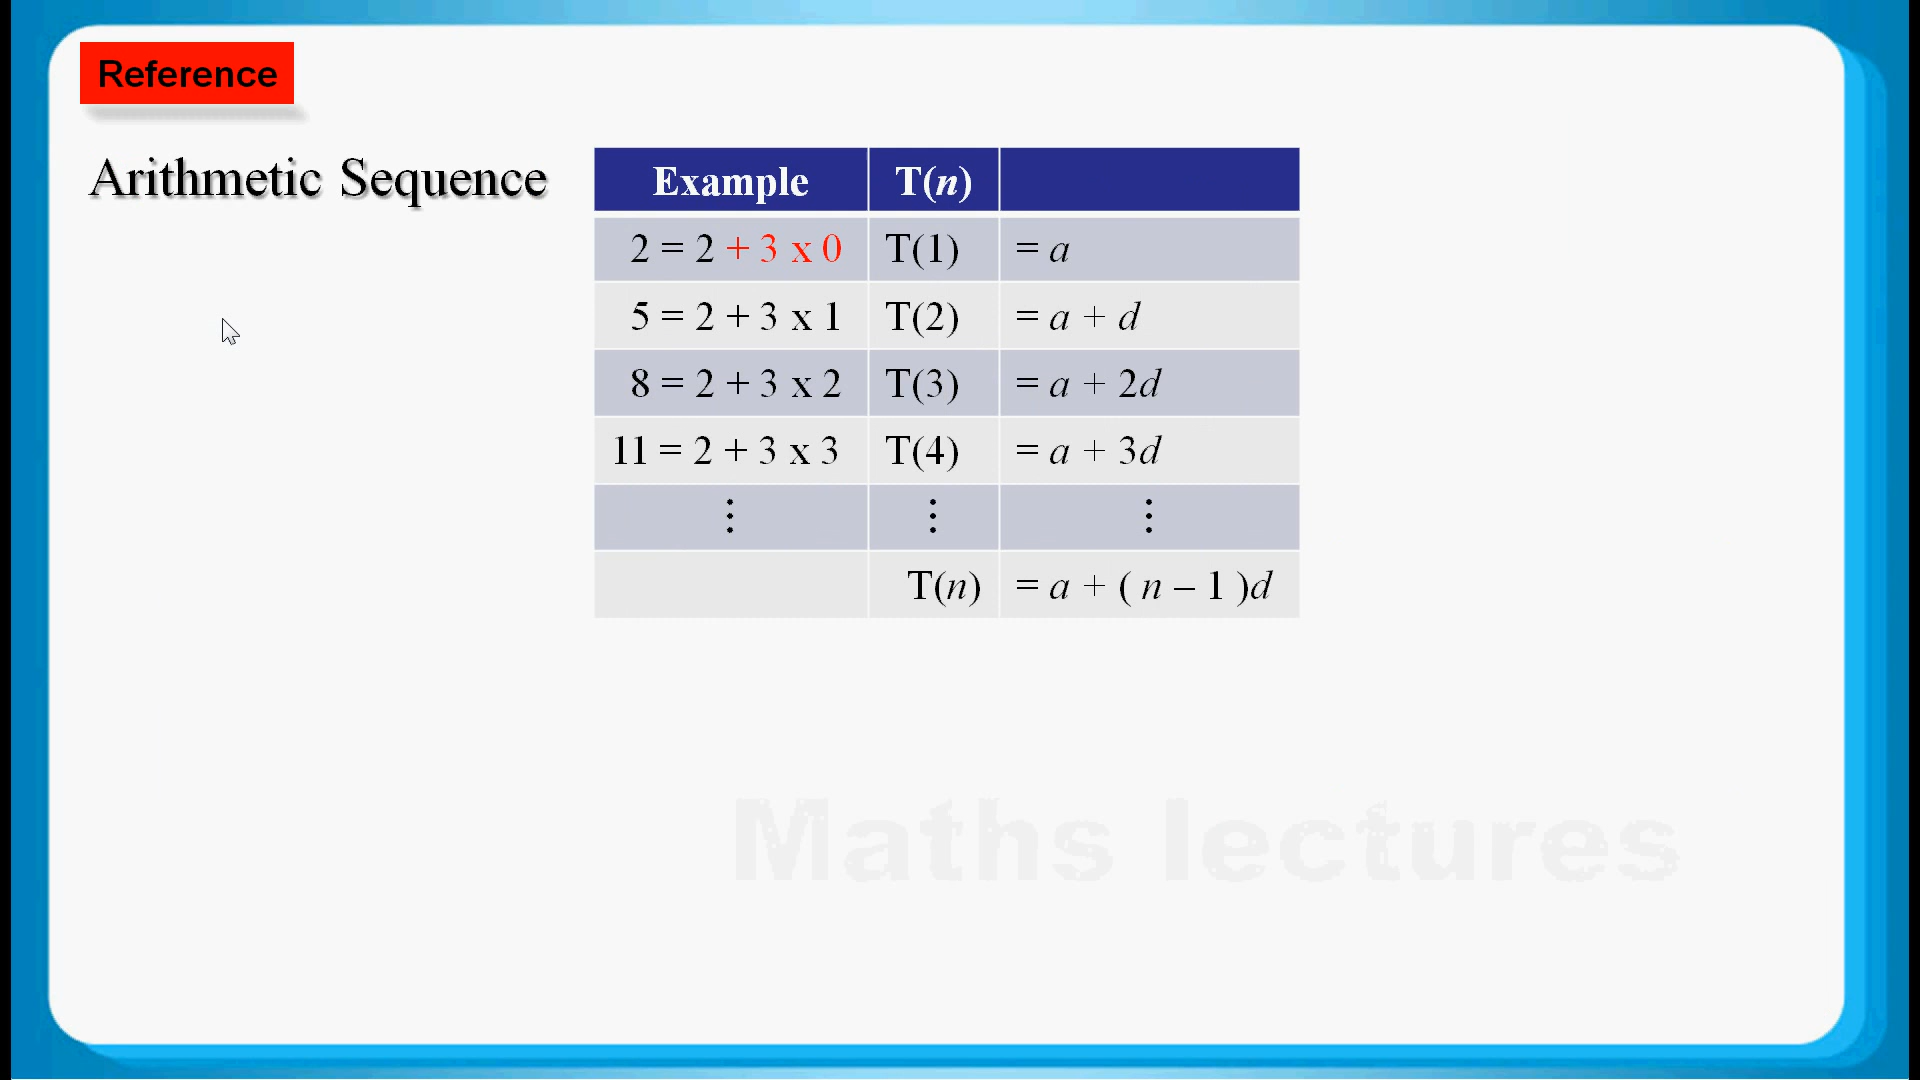 Reference
Arithmetic Sequence
Example T(n)
2 = 2 + 3 x 0 T(1) = a
5 = 2 + 3 x 1 T(2) = a + d
8 = 2 + 3 x 2 T(3) = a + 2d
11 = 2 + 3 x 3 T(4) = a + 3d
⋮ ⋮ ⋮
T(n) = a + ( n – 1 )d
Maths lectures